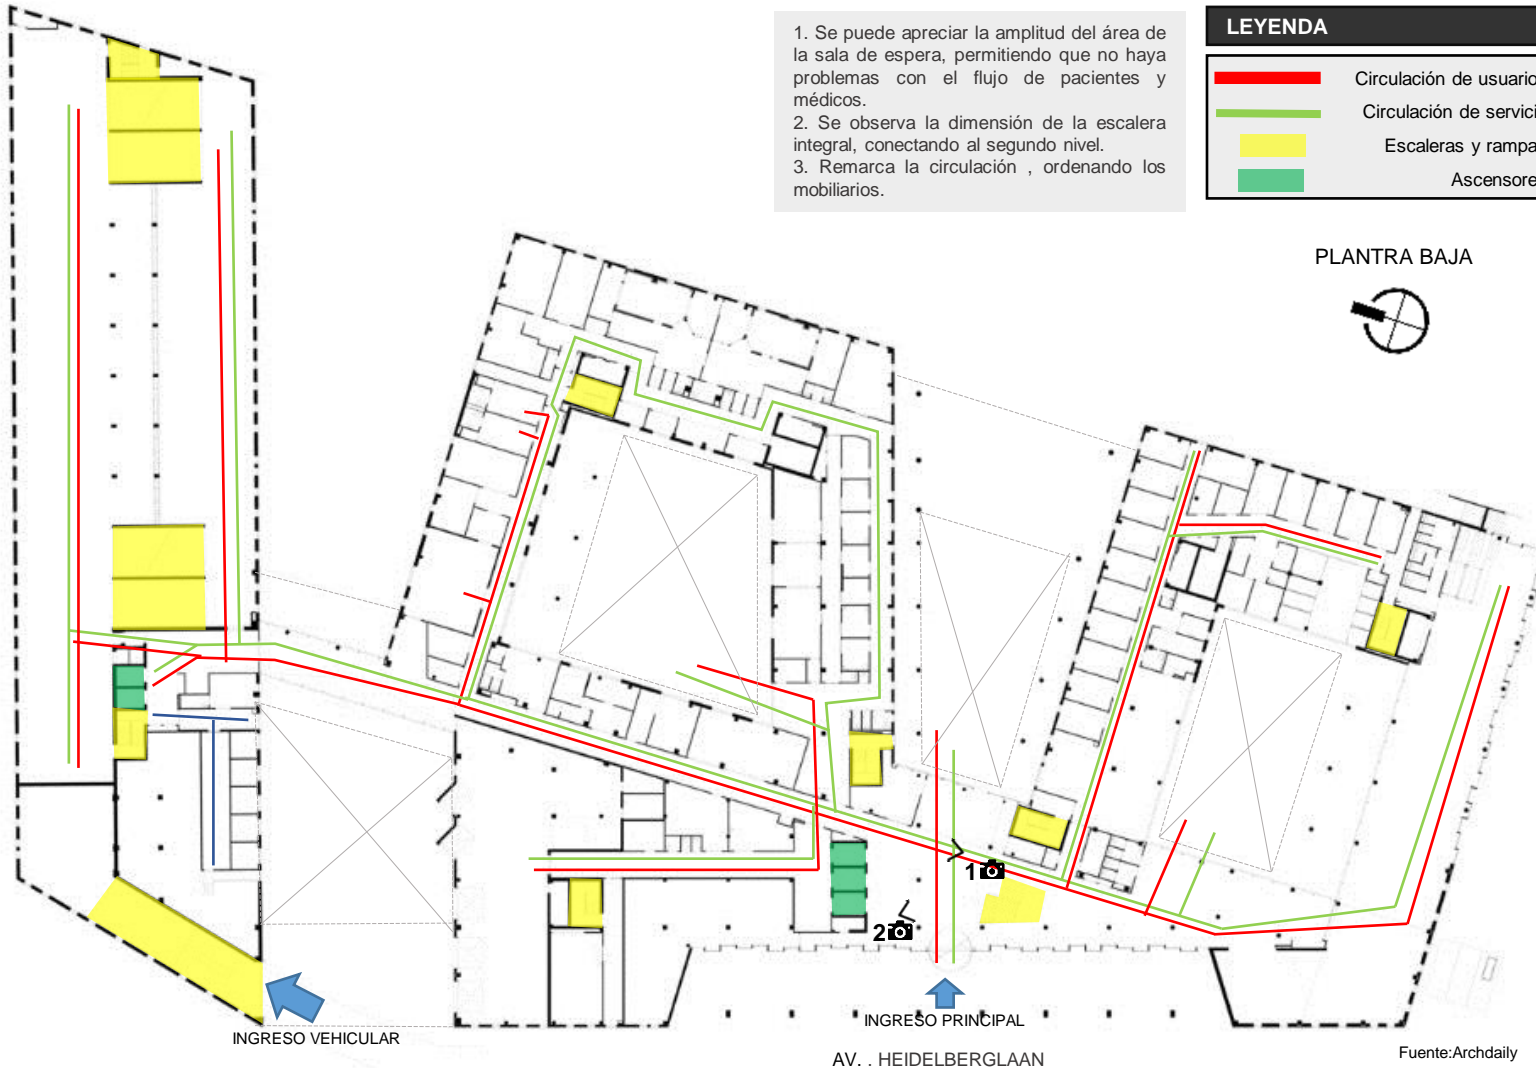 1. Se puede apreciar la amplitud del área de
la sala de espera, permitiendo que no haya
problemas con el flujo de pacientes y
médicos.
2. Se observa la dimensión de la escalera
integral, conectando al segundo nivel.
3. Remarca la circulación , ordenando los
mobiliarios.
LEYENDA
Circulación de usuario
Circulación de servici
Escaleras y rampa
Ascensore
PLANTRA BAJA
1
2
INGRESO VEHICULAR
INGRESO PRINCIPAL
AV. . HEIDELBERGLAAN
Fuente:Archdaily